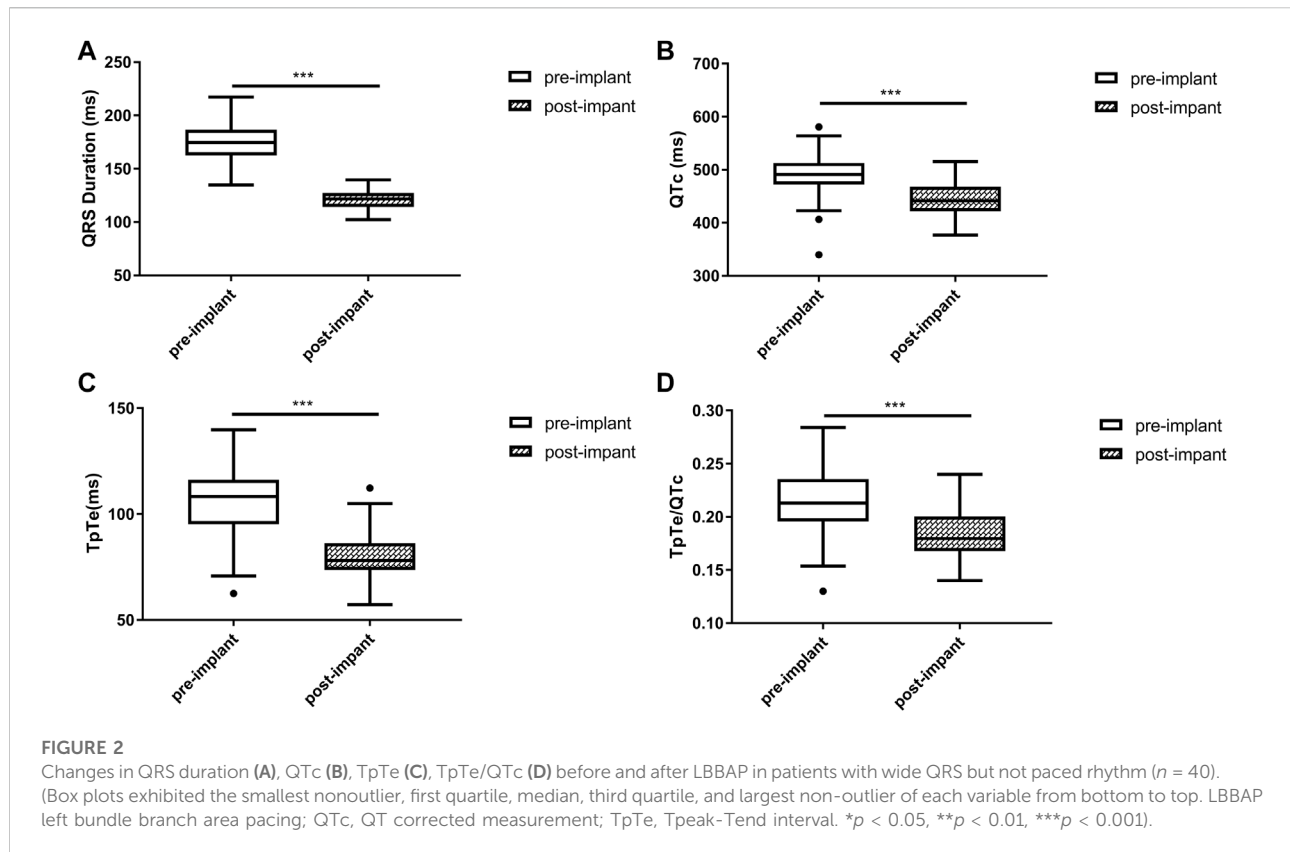 A
250
200
150
100
50
QRS Duration (ms)
***
pre-implant
post-impant
pre-implant
post-impant
B
700
600
500
400
300
QTc (ms)
***
pre-implant
post-impant
pre-implant
post-impant
C
150
100
50
TpTe(ms)
***
pre-implant
post-impant
pre-implant
post-impant
D
0.30
0.25
0.20
0.15
0.10
TpTe/QTc
***
pre-implant
post-impant
pre-implant
post-impant
FIGURE 2
Changes in QRS duration (A), QTc (B), TpTe (C), TpTe/QTc (D) before and after LBBAP in patients with wide QRS but not paced rhythm (n = 40).
(Box plots exhibited the smallest nonoutlier, first quartile, median, third quartile, and largest non-outlier of each variable from bottom to top. LBBAP
left bundle branch area pacing; QTc, QT corrected measurement; TpTe, Tpeak-Tend interval. *p < 0.05, **p < 0.01, ***p < 0.001).